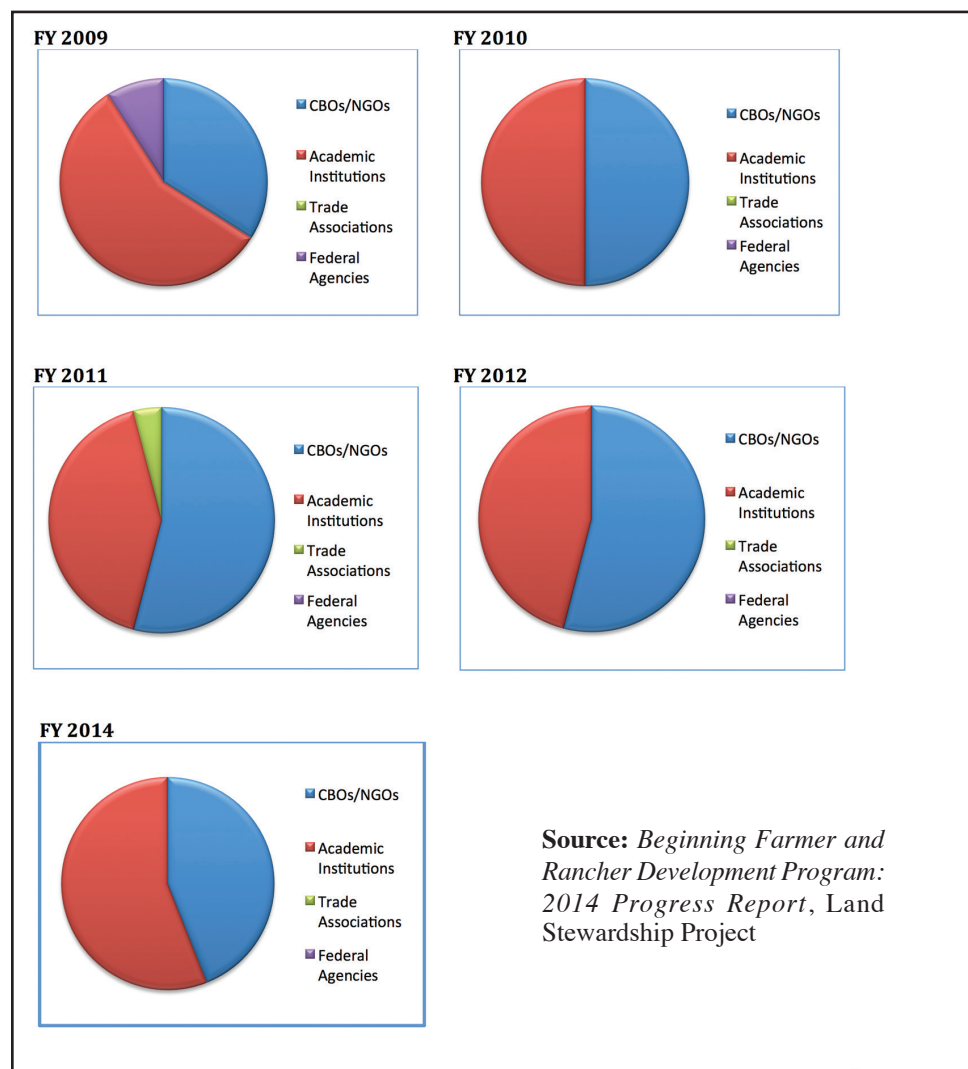 FY 2009
CBOs/NGOs
Academic
Institutions
Trade
Associations
Federal
Agencies
FY 2010
CBOs/NGOs
Academic
Institutions
Trade
Associations
Federal
Agencies
FY 2011
CBOs/NGOs
Academic
Institutions
Trade
Associations
Federal
Agencies
FY 2012
CBOs/NGOs
Academic
Institutions
Trade
Associations
Federal
Agencies
FY 2014
CBOs/NGOs
Academic
Institutions
Trade
Associations
Federal
Agencies
Source: Beginning Farmer and
Rancher Development Program:
2014 Progress Report, Land
Stewardship Project